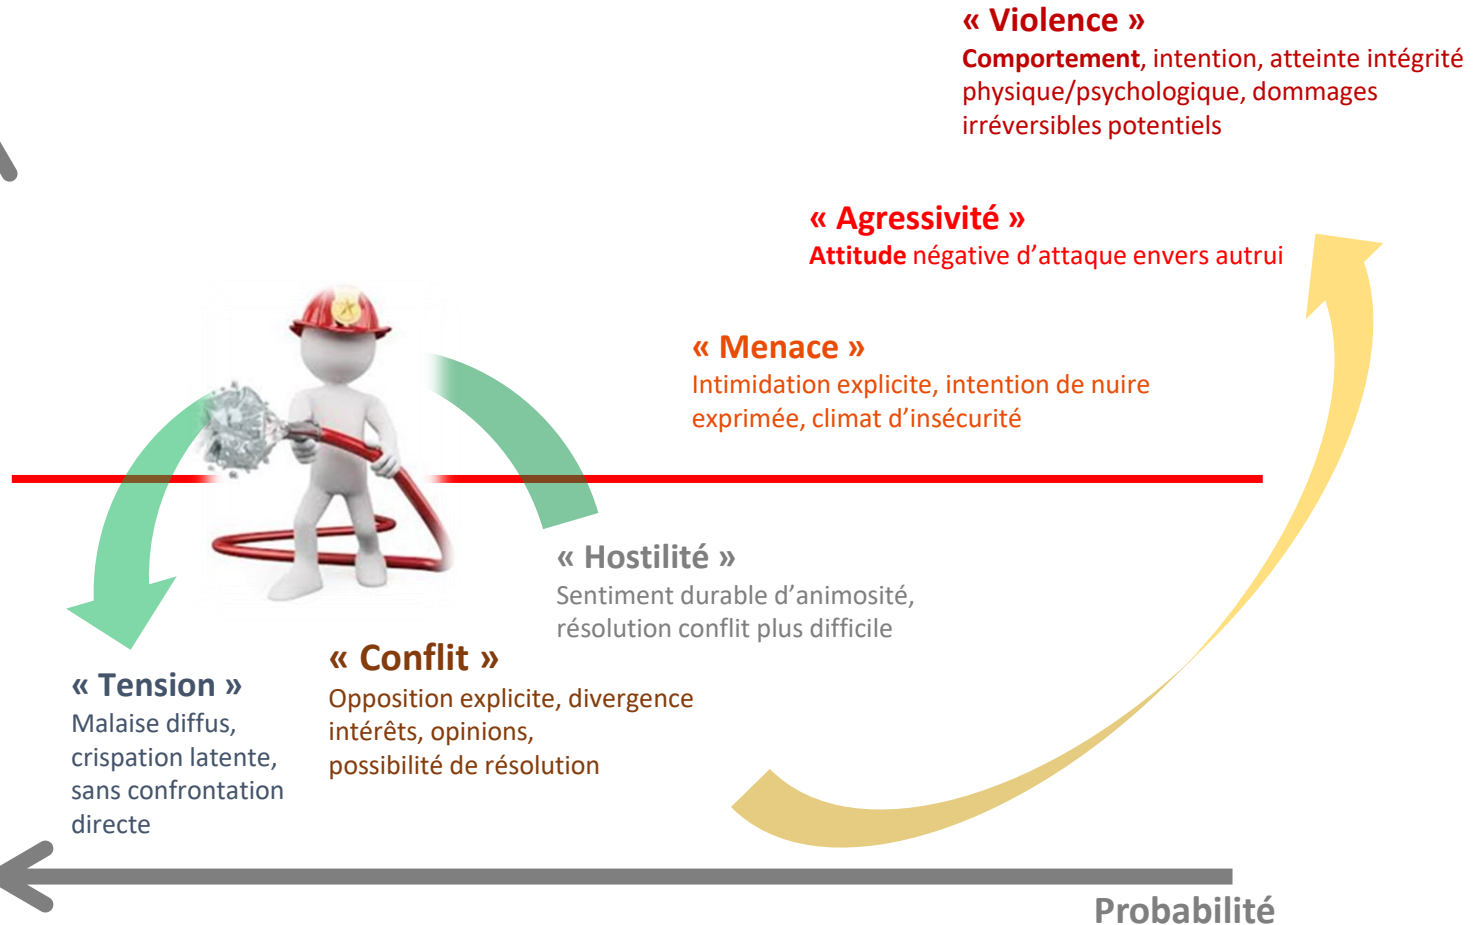 « Violence »
Comportement, intention, atteinte intégrité
physique/psychologique, dommages
irréversibles potentiels
« Agressivité »
Attitude négative d’attaque envers autrui
« Menace »
Intimidation explicite, intention de nuire
exprimée, climat d’insécurité
« Hostilité »
Sentiment durable d’animosité,
résolution conflit plus difficile
« Conflit »
Opposition explicite, divergence
intérêts, opinions,
possibilité de résolution
« Tension »
Malaise diffus,
crispation latente,
sans confrontation
directe
Probabilité